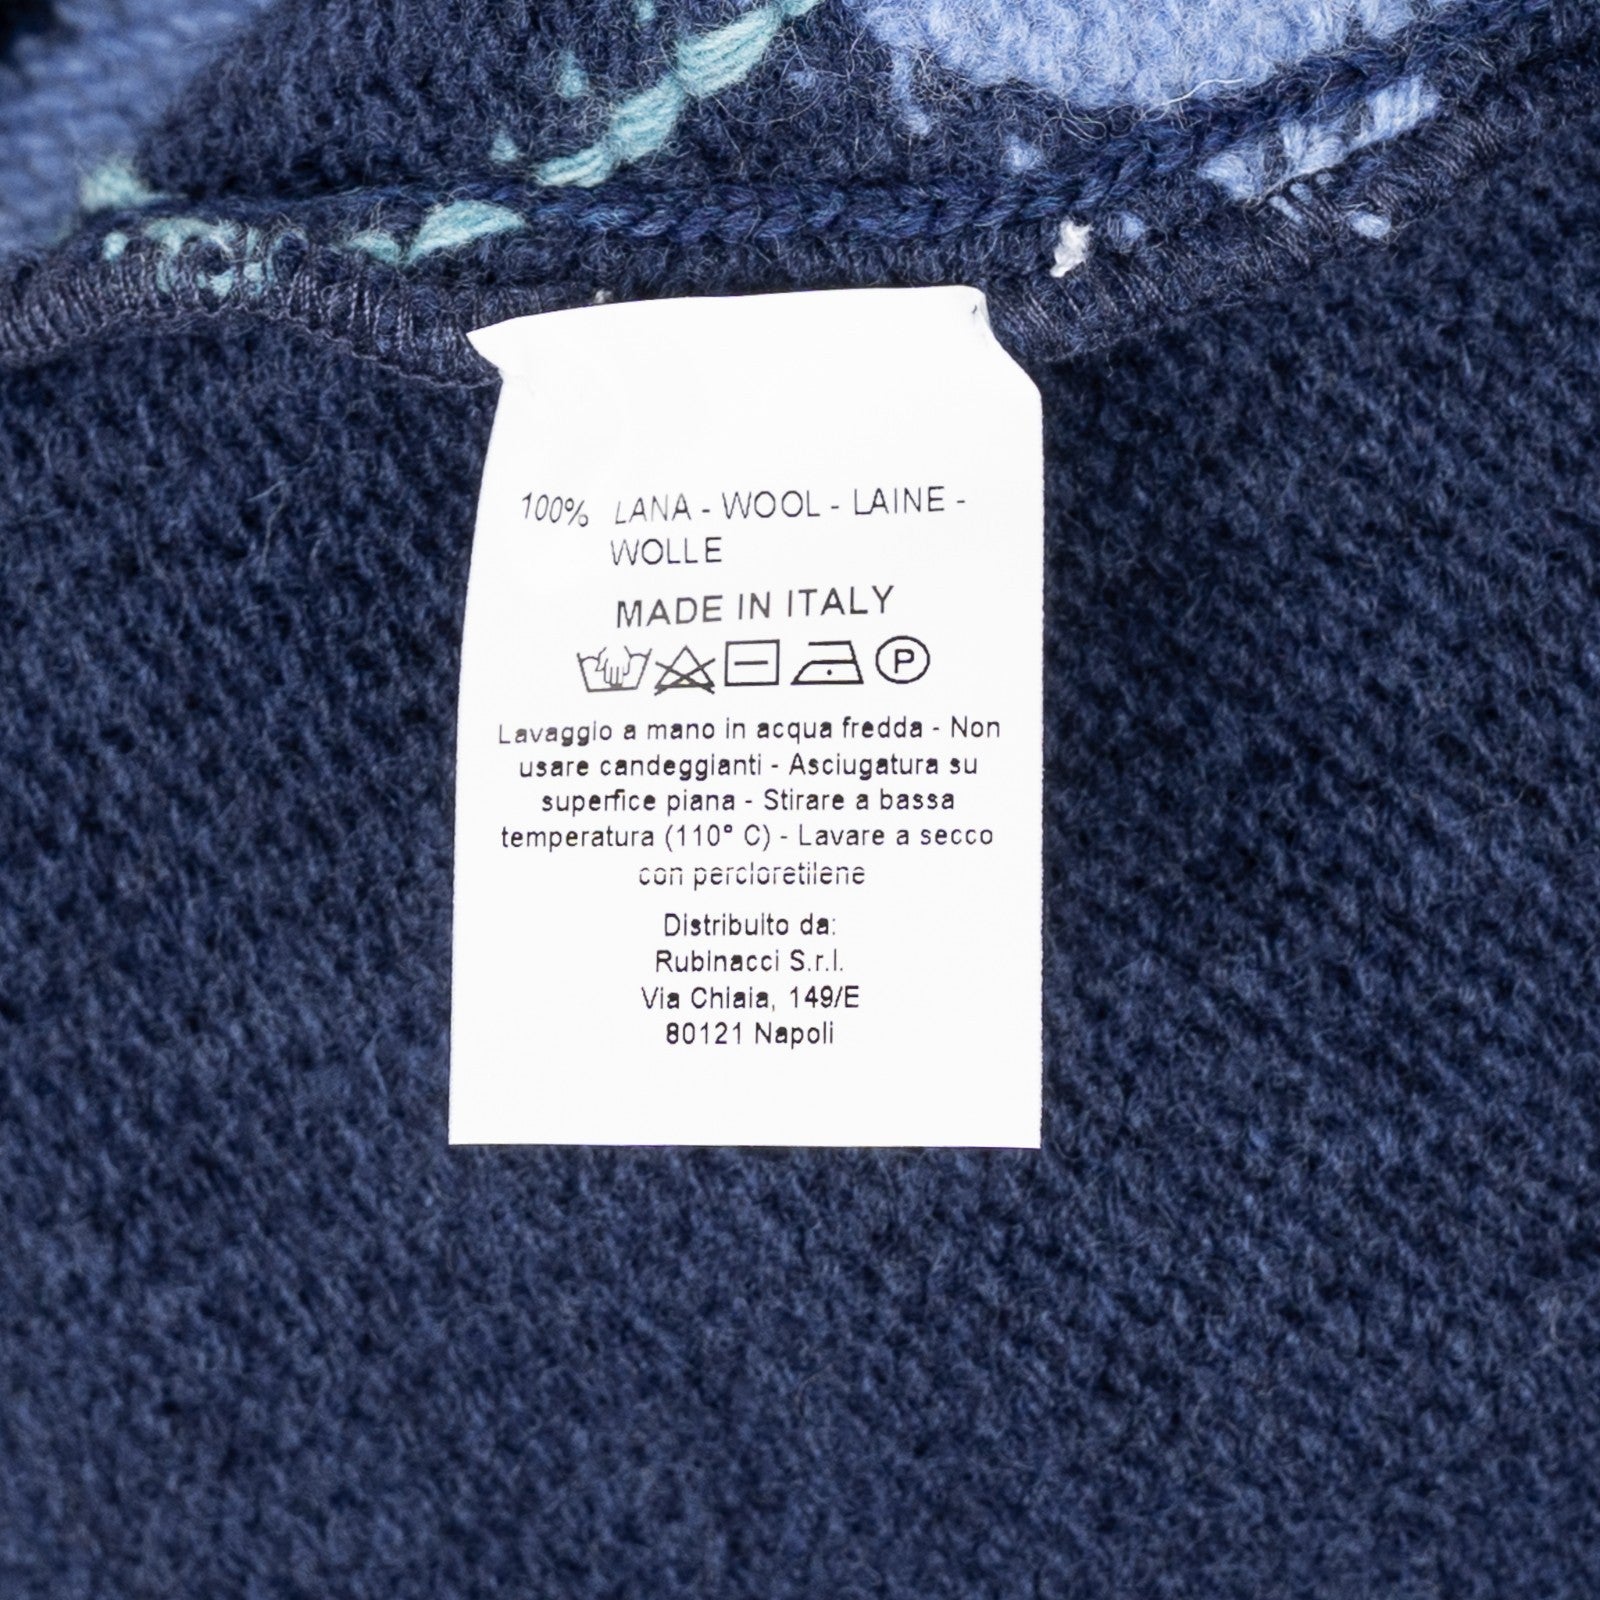 100% LANA - WOOL - LAINE -
WOLLE
MADE IN ITALY
P
Lavaggio a mano in acqua fredda - Non
usare candeggianti - Asciugatura su
superfice piana - Stirare a bassa
temperatura (110° C) - Lavare a secco
con percloretilene
Distribuito da:
Rubinacci S.r.l.
Via Chiaia, 149/E
80121 Napoli